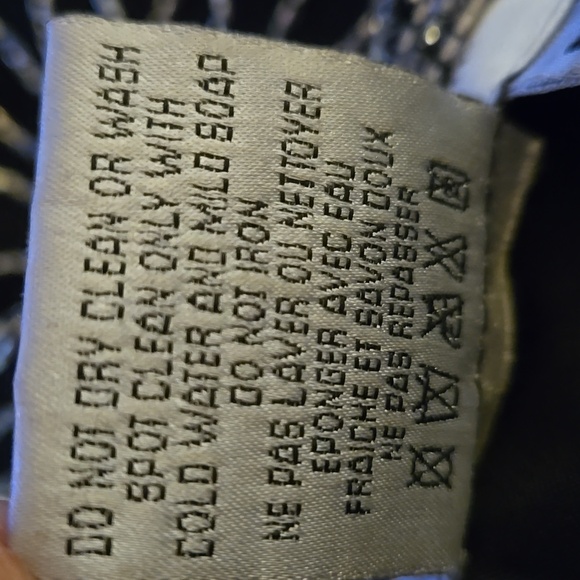 DO NOT DRY CLEAN OR WASH
SPOT CLEAN ONLY WITH
COLD WATER AND MILD SOAP
DO NOT IRON
NE PAS LAVER OU NETTOYER
EPONGER AVEC EAU
FRAICHE ET SAVON DOUX
NE PAS REPASSER